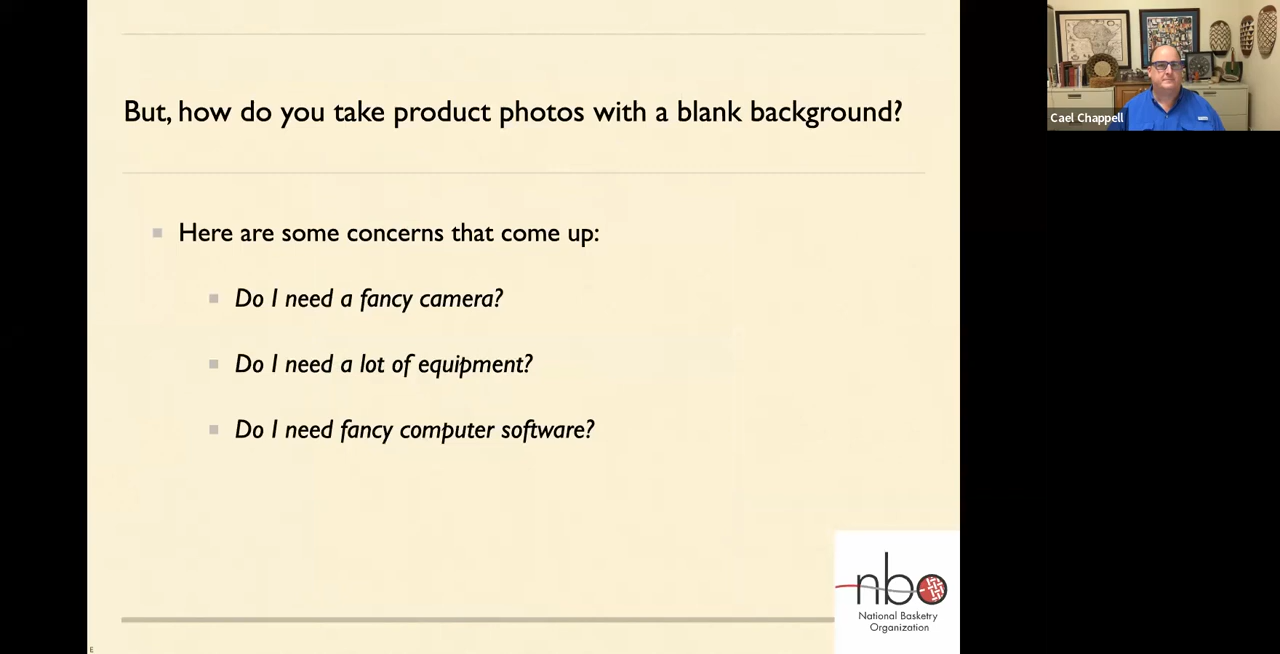 But, how do you take product photos with a blank background?
Here are some concerns that come up:
Do I need a fancy camera?
Do I need a lot of equipment?
Do I need fancy computer software?
nbo
National Basketry
Organization
E
Cael Chappell